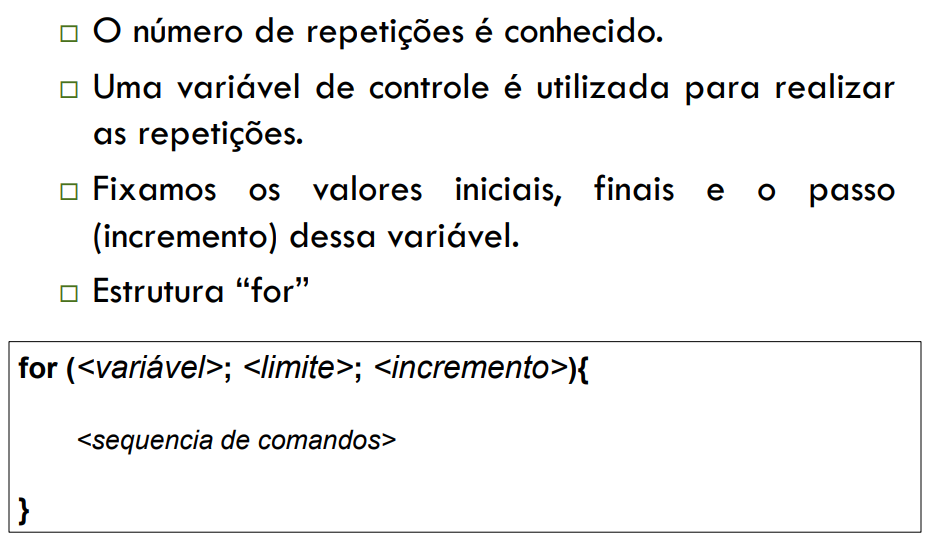 O número de repetições é conhecido.
Uma variável de controle é utilizada para realizar
as repetições.
Fixamos os valores iniciais, finais e o passo
(incremento) dessa variável.
Estrutura “for”
for (<variável>; <limite>; <incremento>){
<sequencia de comandos>
}